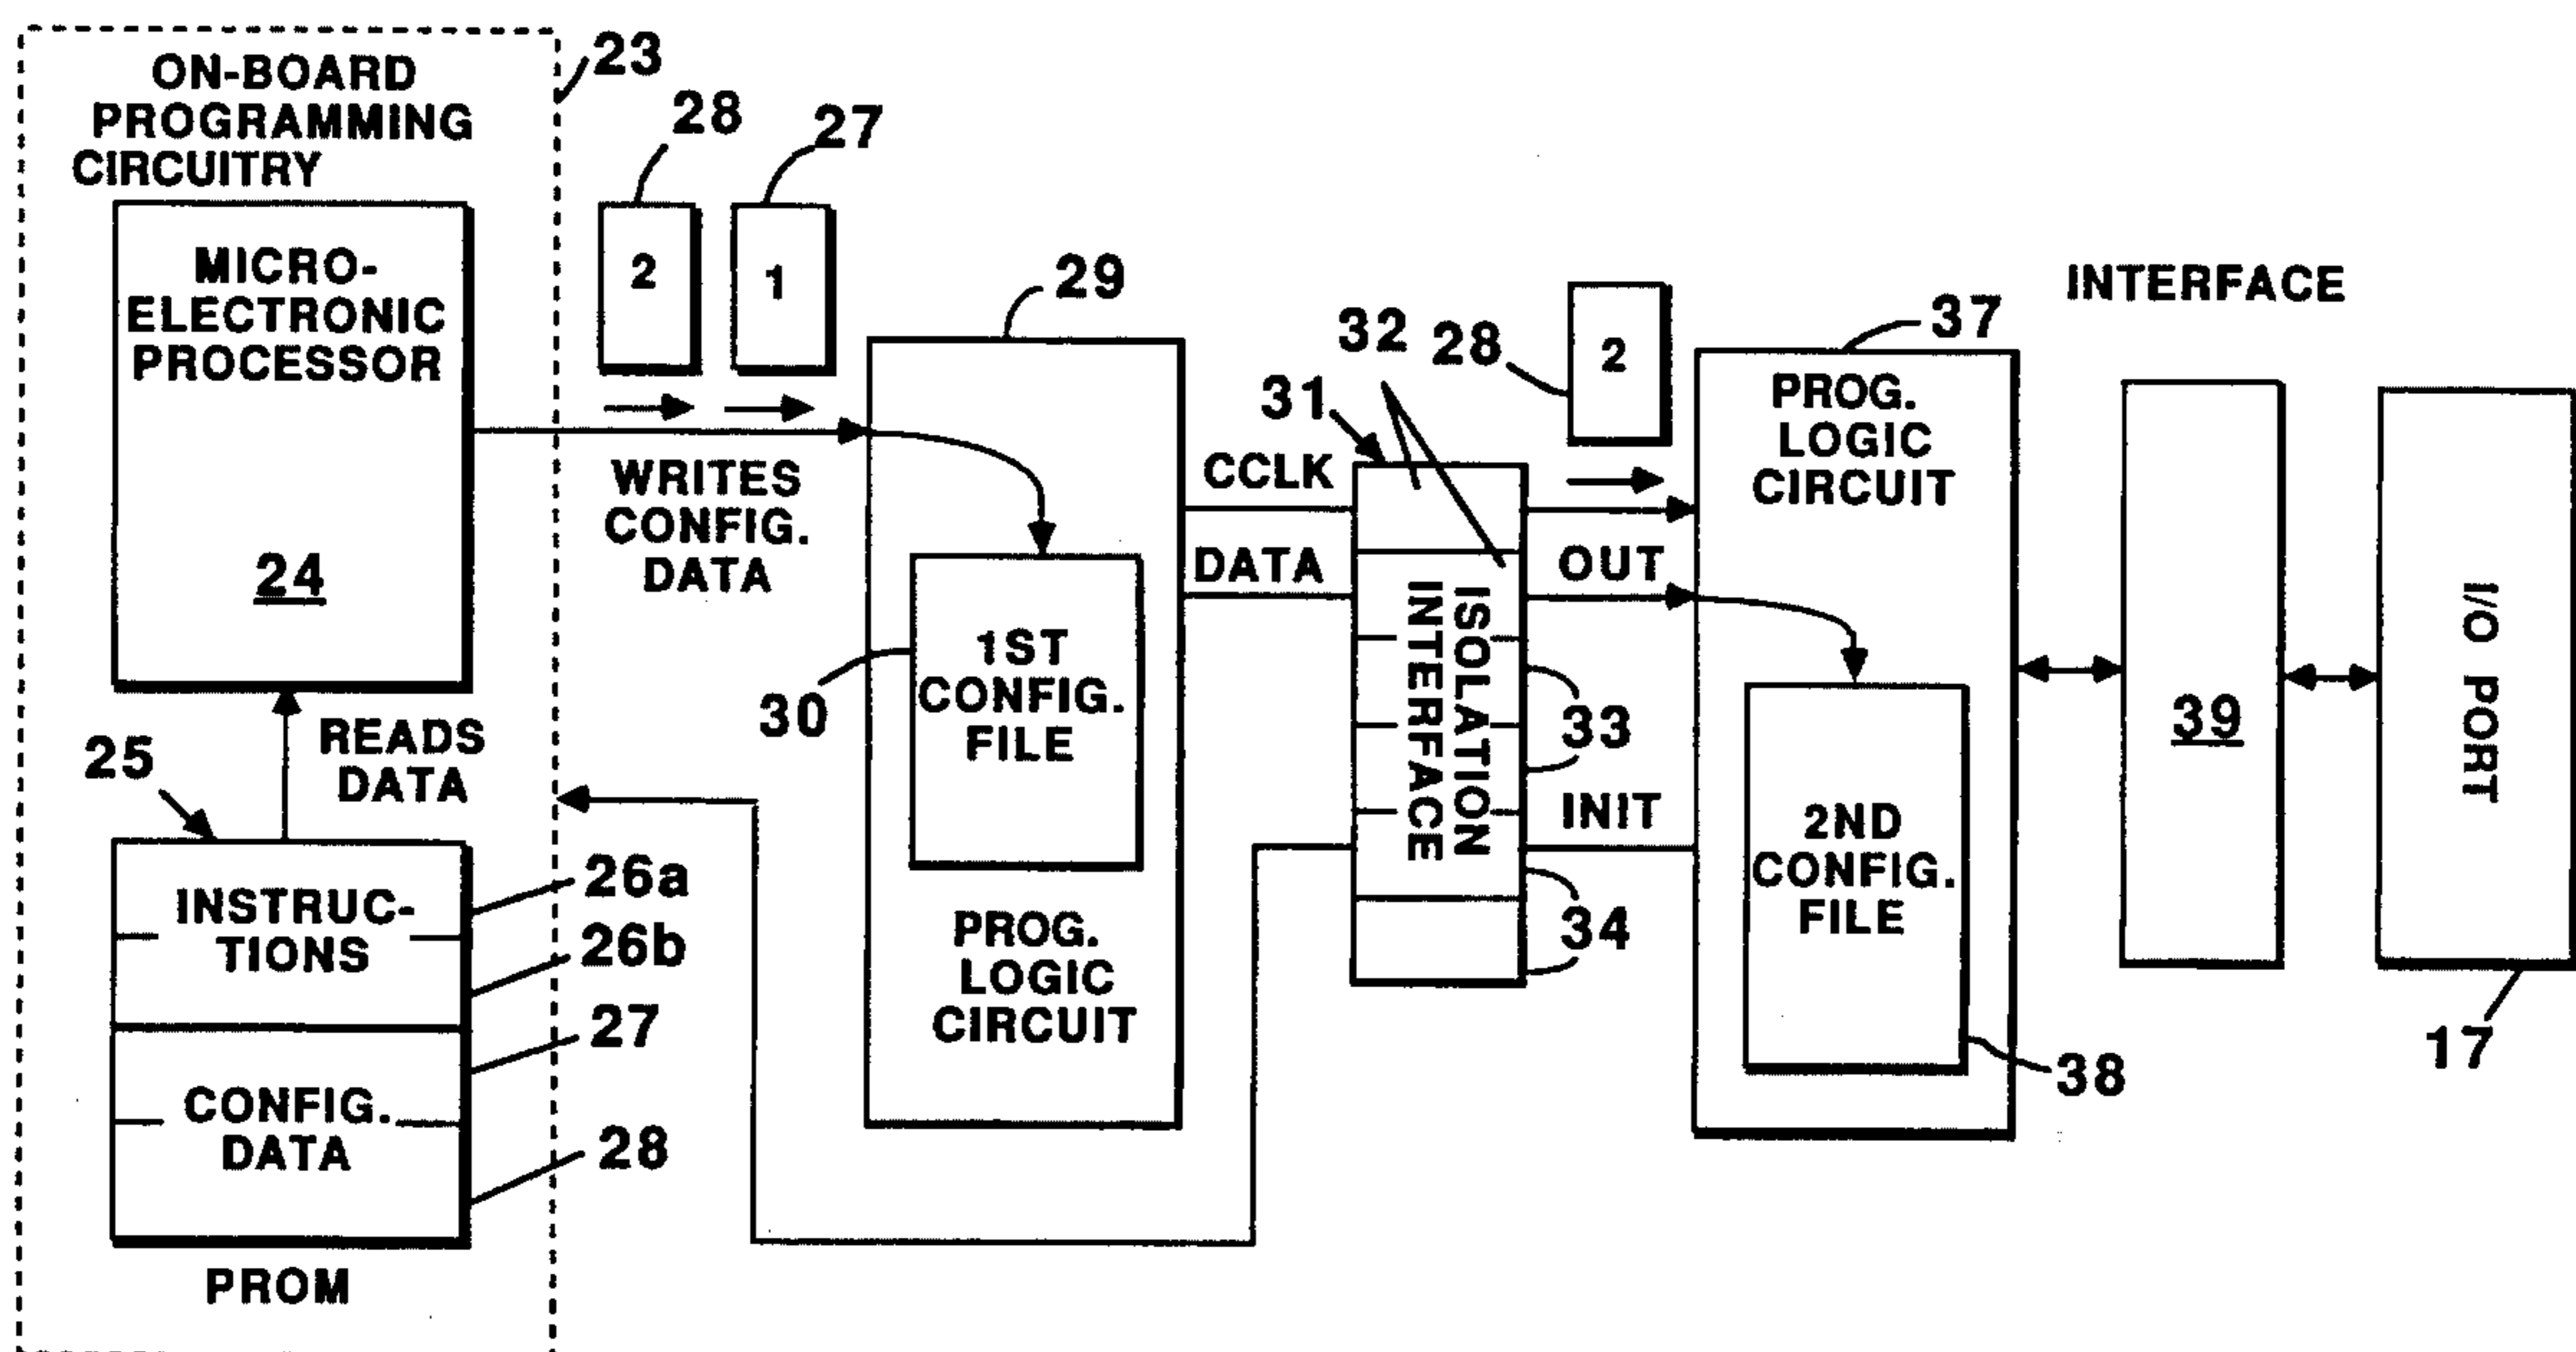 ON-BOARD
PROGRAMMING
CIRCUITRY
23
MICRO-
ELECTRONIC
PROCESSOR
24
READS
DATA
25
INSTRUC-
TIONS
26a
26b
CONFIG.
DATA
27
28
PROM
28
27
2
1
WRITES
CONFIG.
DATA
29
30
1ST
CONFIG.
FILE
PROG.
LOGIC
CIRCUIT
CCLK
DATA
31
32
ISOLATION
INTERFACE
33
34
28
2
OUT
INIT
37
PROG.
LOGIC
CIRCUIT
2ND
CONFIG.
FILE
38
INTERFACE
39
I/O PORT
17